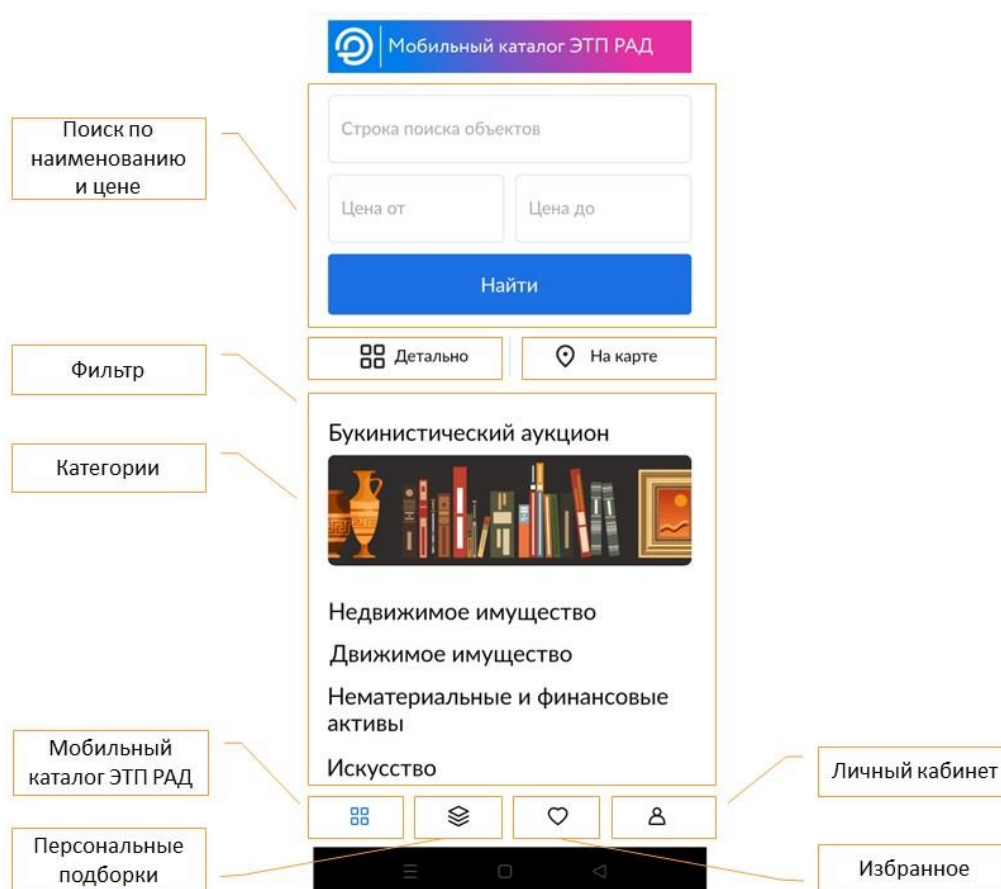 Мобильный каталог ЭТП РАД
Поиск по
наименованию
и цене
Строка поиска объектов
Цена от
Цена до
Найти
Фильтр
Детально
На карте
Категории
Букинистический аукцион
Недвижимое имущество
Движимое имущество
Нематериальные и финансовые
активы
Искусство
Мобильный
каталог ЭТП РАД
Личный кабинет
Персональные
подборки
Избранное